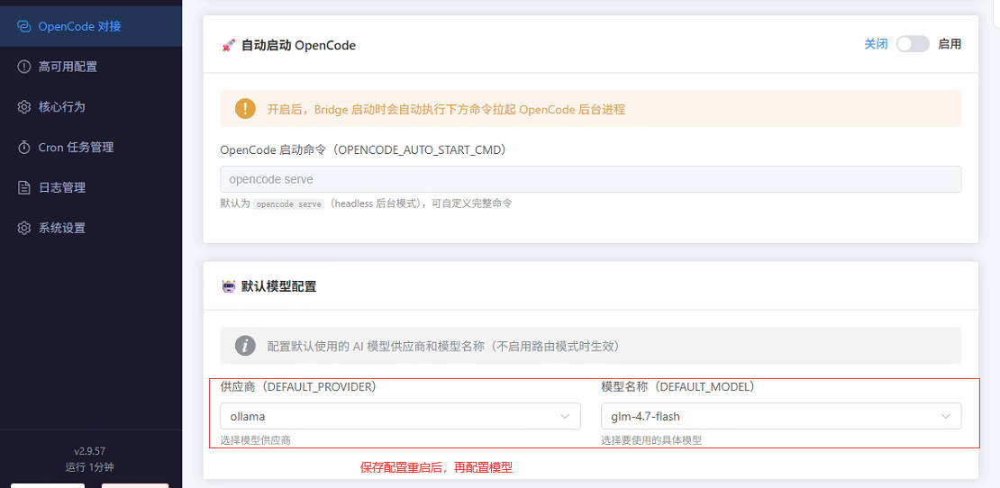 OpenCode 对接
高可用配置
核心行为
Cron 任务管理
日志管理
系统设置
v2.9.57
运行 1分钟
自动启动 OpenCode
关闭 启用
开启后，Bridge 启动时会自动执行下方命令拉起 OpenCode 后台进程
OpenCode 启动命令（OPENCODE_AUTO_START_CMD）
opencode serve
默认为 opencode serve（headless 后台模式），可自定义完整命令
默认模型配置
配置默认使用的 AI 模型供应商和模型名称（不启用路由模式时生效）
供应商（DEFAULT_PROVIDER）
ollama
选择模型供应商
模型名称（DEFAULT_MODEL）
glm-4.7-flash
选择要使用的具体模型
保存配置重启后，再配置模型